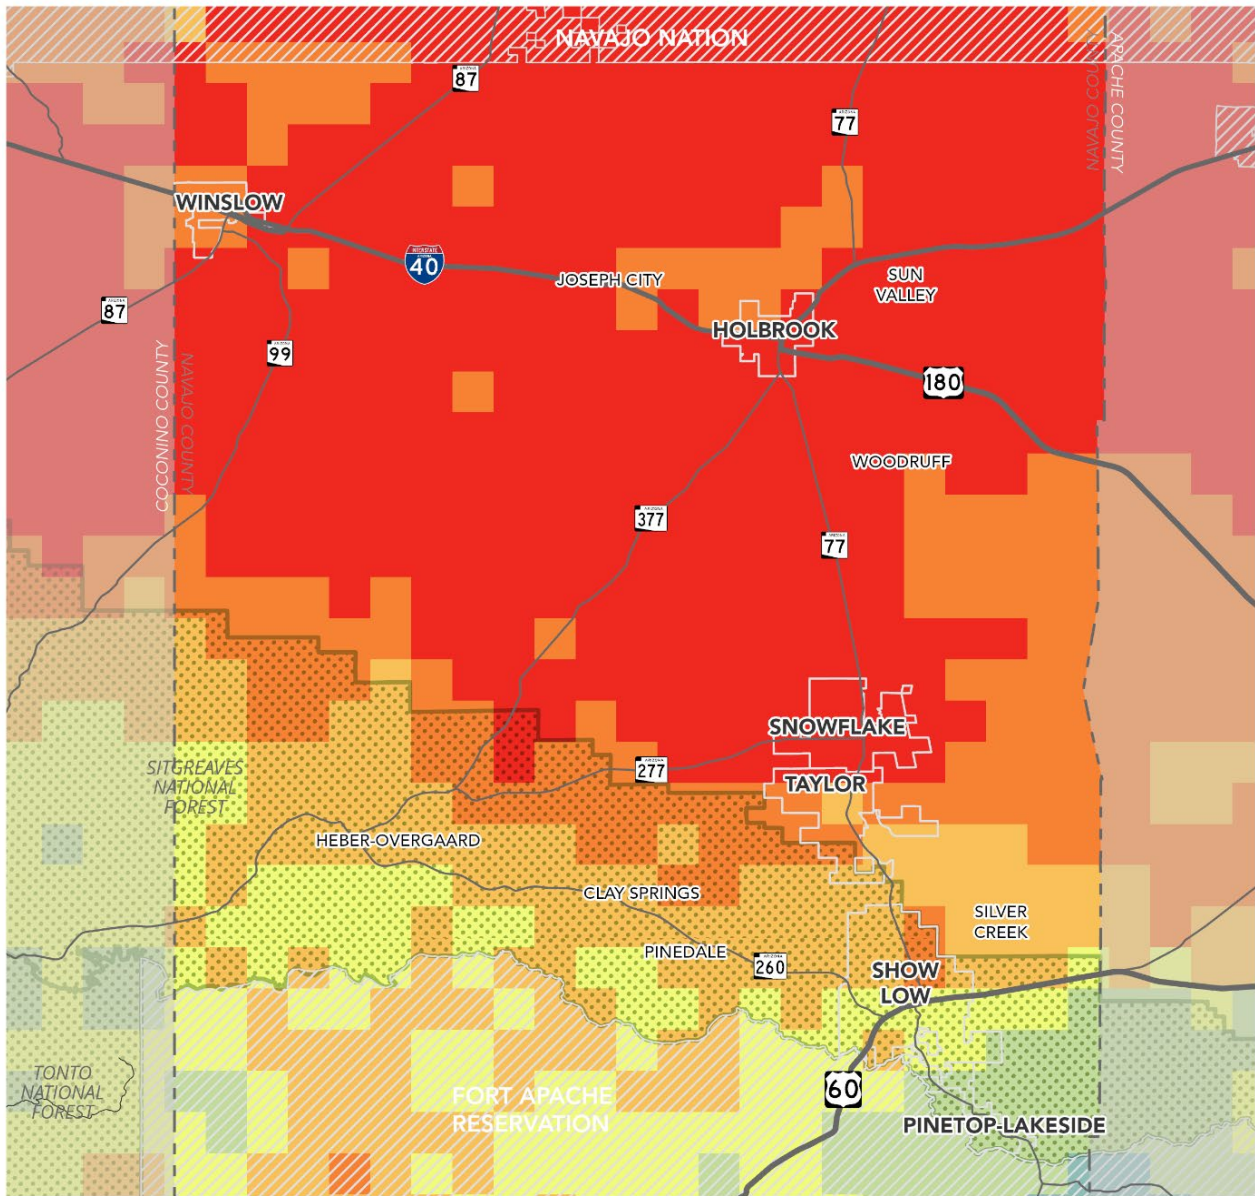 NAVAJO NATION
87
77
NAVAJO COUNTY
APACHE COUNTY
WINSLOW
INTERSTATE
40
JOSEPH CITY
SUN
VALLEY
87
HOLBROOK
99
180
COCONINO COUNTY
NAVAJO COUNTY
WOODRUFF
377
77
SNOWFLAKE
277
TAYLOR
SITGREAVES
NATIONAL
FOREST
HEBER-OVERGAARD
CLAY SPRINGS
SILVER
CREEK
PINEDALE
260
SHOW
LOW
TONTO
NATIONAL
FOREST
60
FORT APACHE
RESERVATION
PINETOP-LAKESIDE